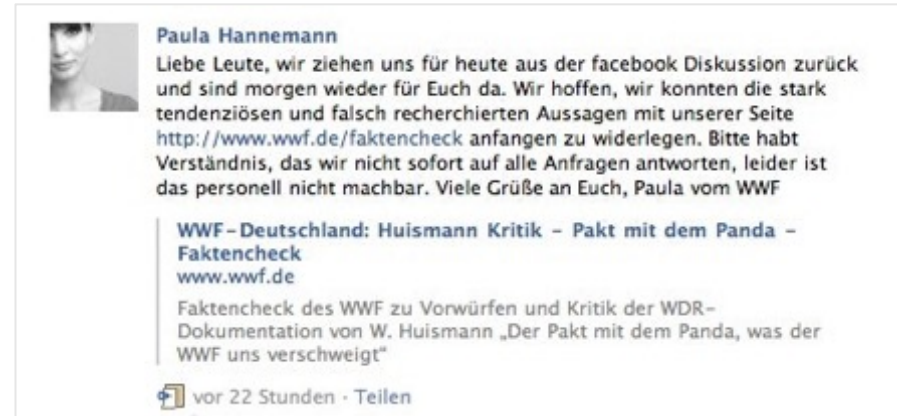 Paula Hannemann
Liebe Leute, wir ziehen uns für heute aus der facebook Diskussion zurück
und sind morgen wieder für Euch da. Wir hoffen, wir konnten die stark
tendenziösen und falsch recherchierten Aussagen mit unserer Seite
http://www.wwf.de/faktencheck anfangen zu widerlegen. Bitte habt
Verständnis, das wir nicht sofort auf alle Anfragen antworten, leider ist
das personell nicht machbar. Viele Grüße an Euch, Paula vom WWF
WWF-Deutschland: Huismann Kritik - Pakt mit dem Panda -
Faktencheck
www.wwf.de
Faktencheck des WWF zu Vorwürfen und Kritik der WDR-
Dokumentation von W. Huismann „Der Pakt mit dem Panda, was der
WWF uns verschweigt“
vor 22 Stunden · Teilen